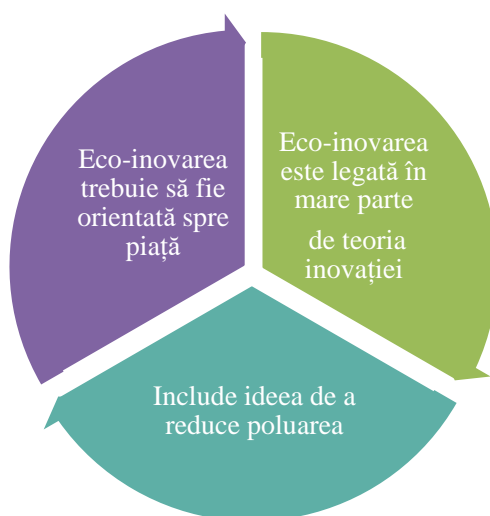 Eco-inovarea
trebuie să fie
orientată spre
piață
Eco-inovarea
este legată în
mare parte
de teoria
inovației
Include ideea de a
reduce poluarea